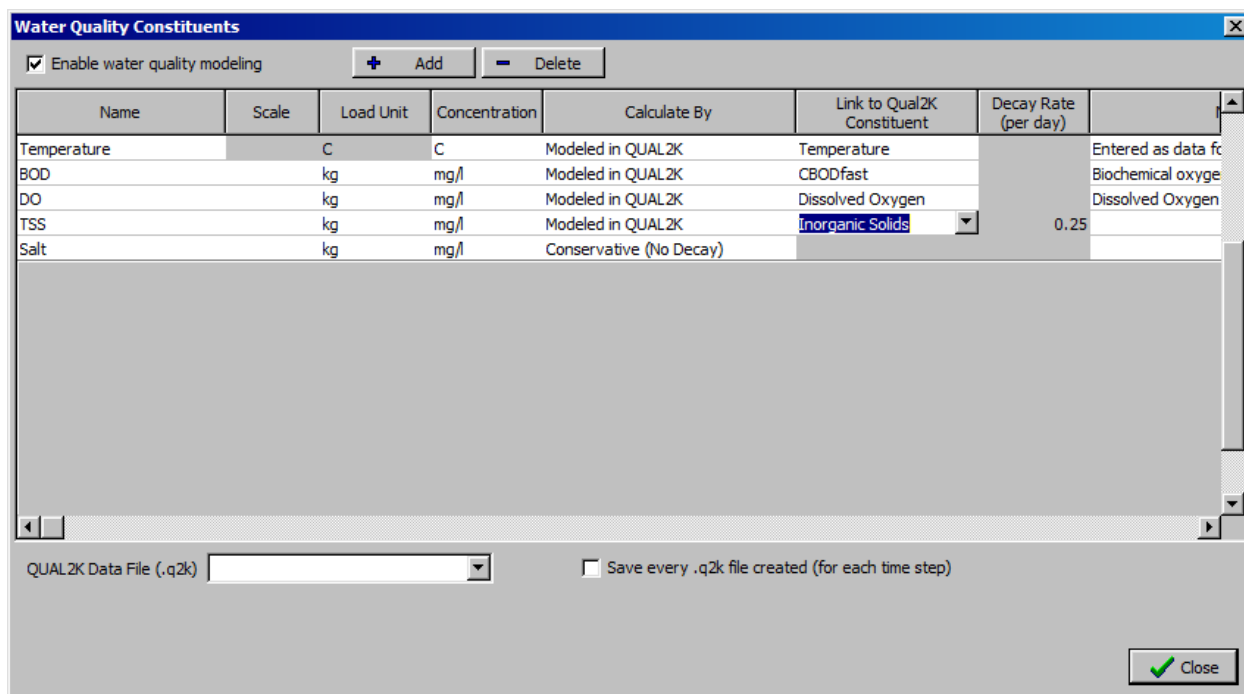 Water Quality Constituents
Enable water quality modeling + Add - Delete
Name Scale Load Unit Concentration Calculate By Link to Qual2K Constituent Decay Rate (per day)
Temperature C C Modeled in QUAL2K Temperature Entered as data fo
BOD kg mg/l Modeled in QUAL2K CBODfast Biochemical oxyge
DO kg mg/l Modeled in QUAL2K Dissolved Oxygen Dissolved Oxygen
TSS kg mg/l Modeled in QUAL2K Inorganic Solids 0.25
Salt kg mg/l Conservative (No Decay)
QUAL2K Data File (.q2k) Save every .q2k file created (for each time step)
Close